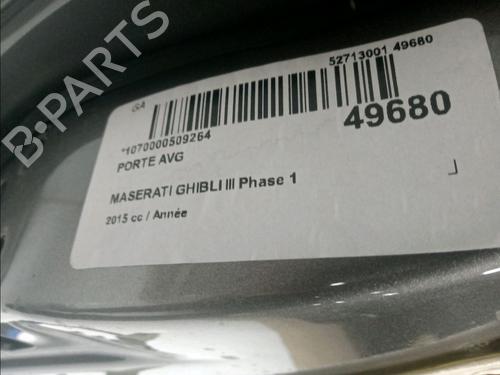 B-PARTS
GA
52713001 49680
*1070000509264
49680
PORTE AVG
MASERATI GHIBLI III Phase 1
2015 cc / Année